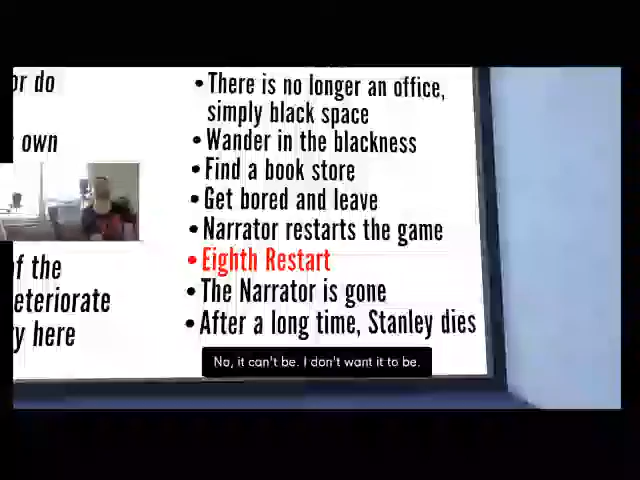 or do
own
f the
eteriorate
y here
• There is no longer an office,
simply black space
• Wander in the blackness
• Find a book store
• Get bored and leave
• Narrator restarts the game
• Eighth Restart
• The Narrator is gone
• After a long time, Stanley dies
No, it can't be. I don't want it to be.